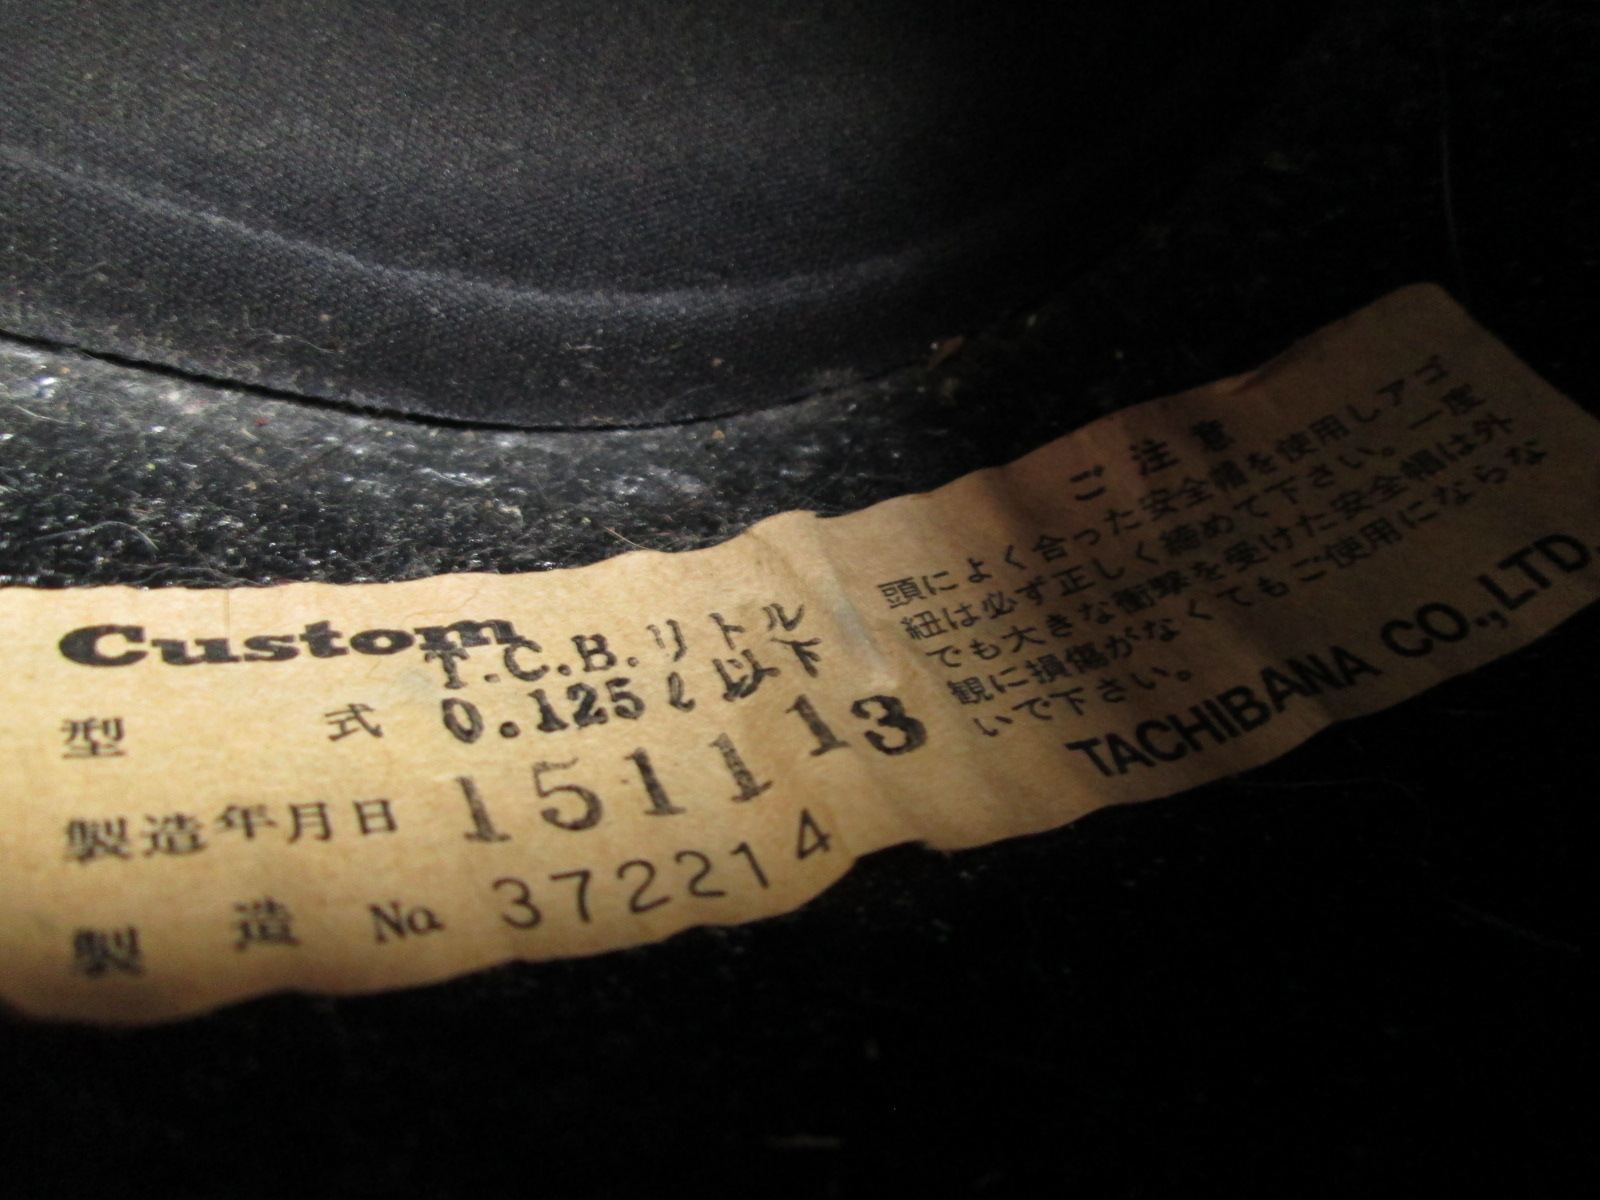 Custom
型 式 T.C.B.リトル
0.125ℓ以下
製造年月日 1511 13
製 造 No 372214
ご注意
頭によく合った安全帽を使用しアゴ
紐は必ず正しく締めて下さい。一度
でも大きな衝撃を受けた安全帽は外
観に損傷がなくてもご使用にならな
いで下さい。
TACHIBANA CO.,LTD.